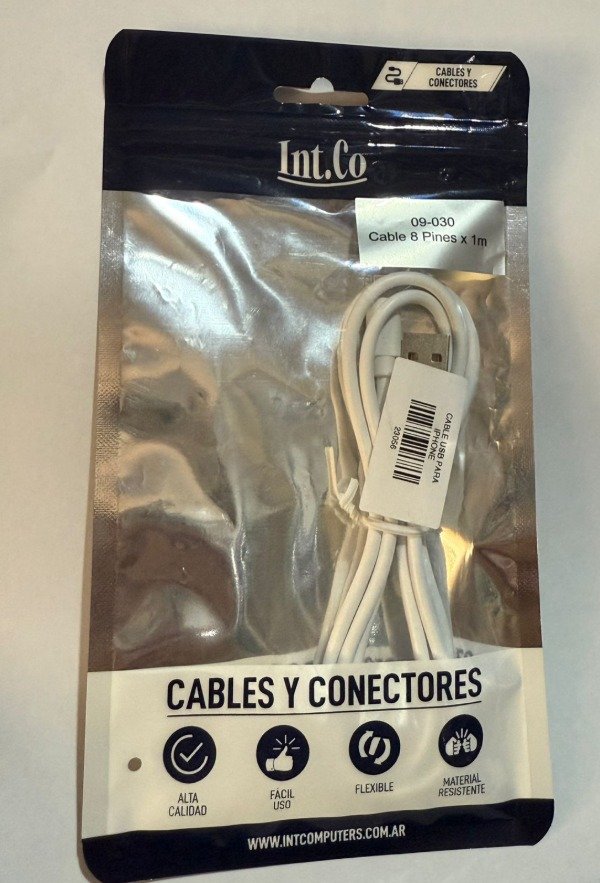 CABLES Y
CONECTORES
Int.Co
09-030
Cable 8 Pines x 1m
CABLE USB PARA
IPHONE
23056
CABLES Y CONECTORES
ALTA
CALIDAD
FÁCIL
USO
FLEXIBLE
MATERIAL
RESISTENTE
WWW.INTCOMPUTERS.COM.AR